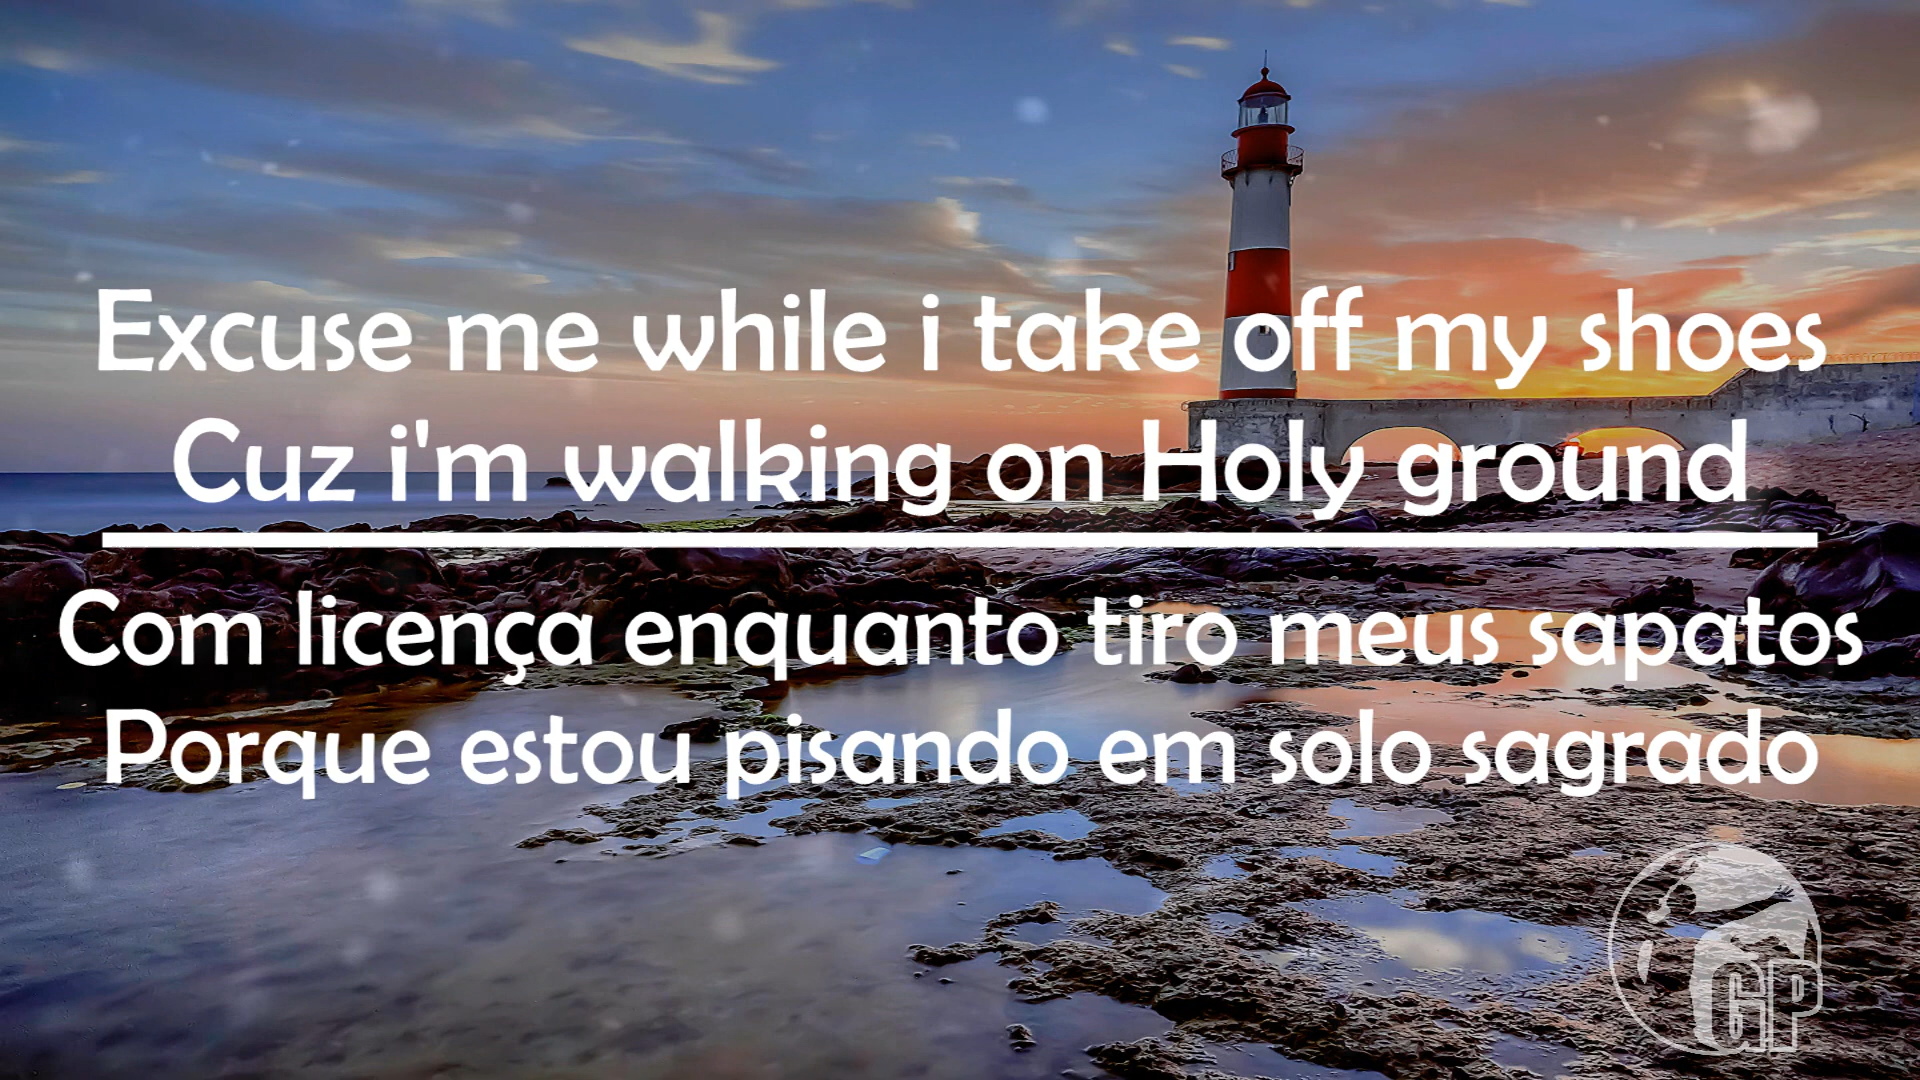 Excuse me while i take off my shoes
Cuz i'm walking on Holy ground
Com licença enquanto tiro meus sapatos
Porque estou pisando em solo sagrado
GP